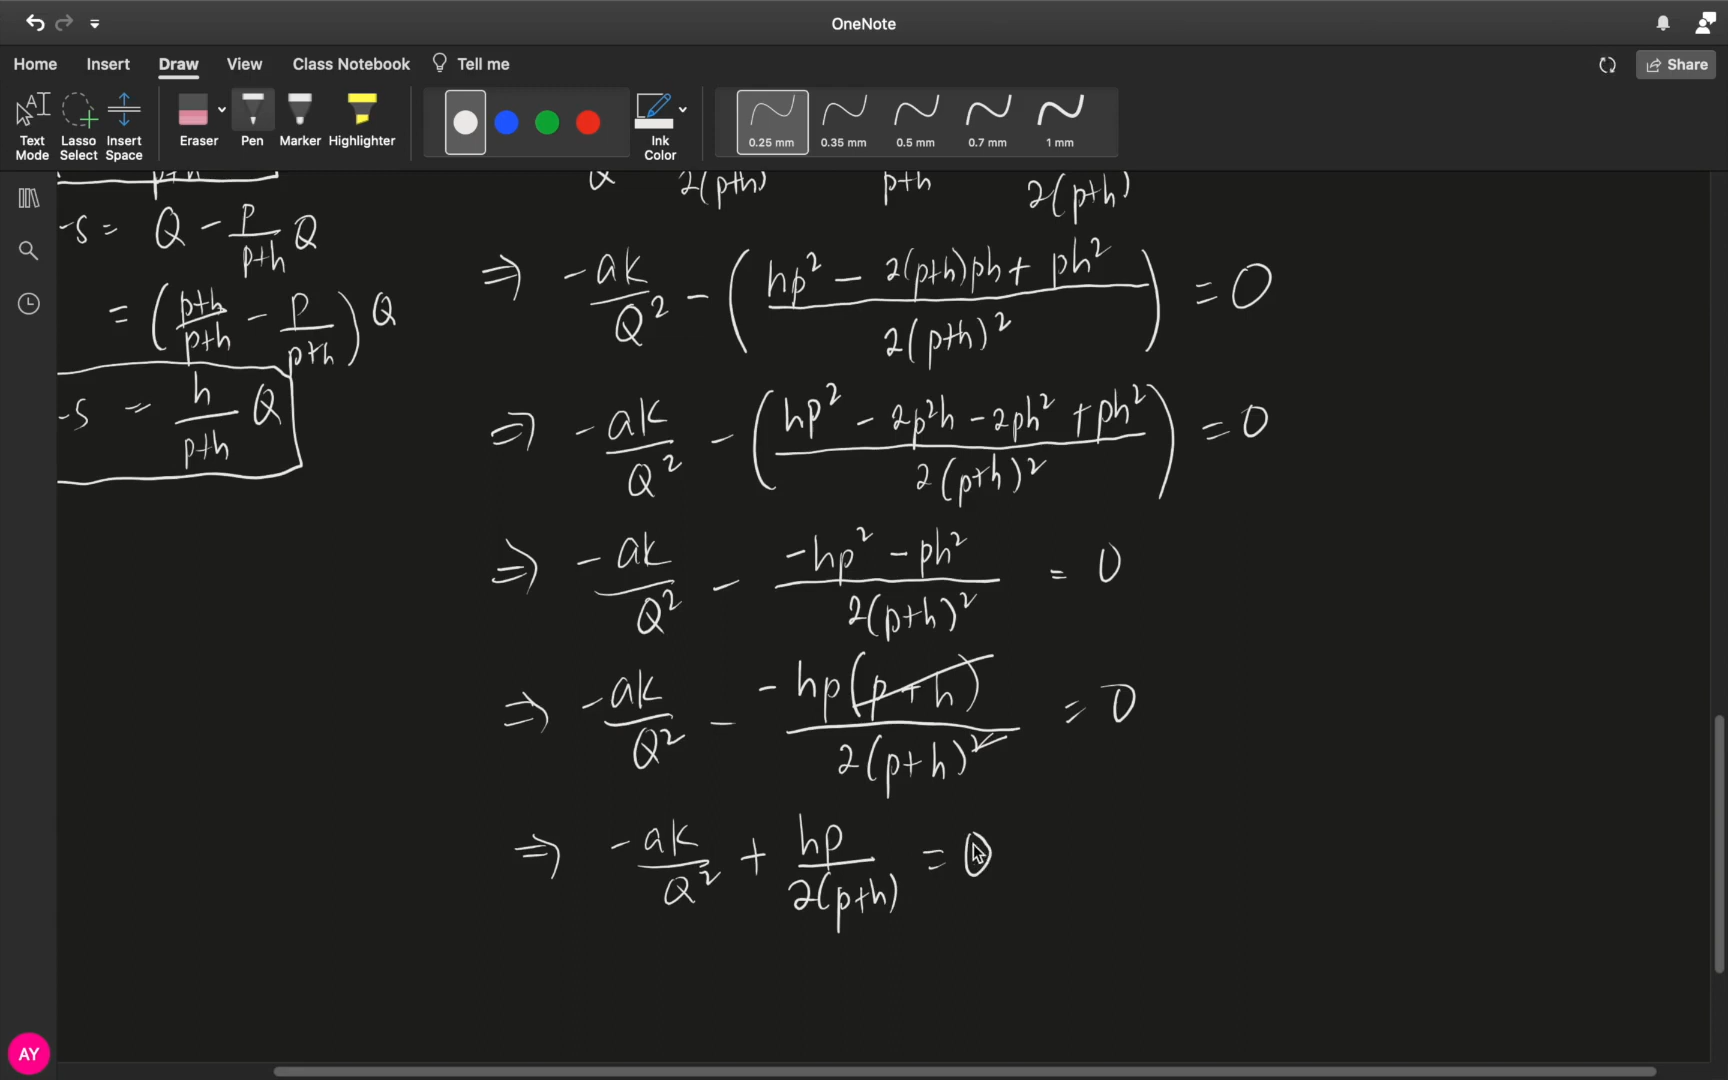 OneNote
Home Insert Draw View Class Notebook Tell me
Share
Text Mode
Lasso Select
Insert Space
Eraser
Pen
Marker
Highlighter
Ink Color
0.25 mm
0.35 mm
0.5 mm
0.7 mm
1 mm
p+h
-S = Q - p/(p+h) Q
= ((p+h)/(p+h) - p/(p+h)) Q
-S = h/(p+h) Q
Q 2(p+h) p+h 2(p+h)
⇒ -ak/Q² - ((hp² - 2(p+h)ph + ph²)/(2(p+h)²)) = 0
⇒ -ak/Q² - ((hp² - 2p²h - 2ph² + ph²)/(2(p+h)²)) = 0
⇒ -ak/Q² - (-hp² - ph²)/(2(p+h)²) = 0
⇒ -ak/Q² - (-hp(p+h))/(2(p+h)²) = 0
⇒ -ak/Q² + hp/(2(p+h)) = 0
AY